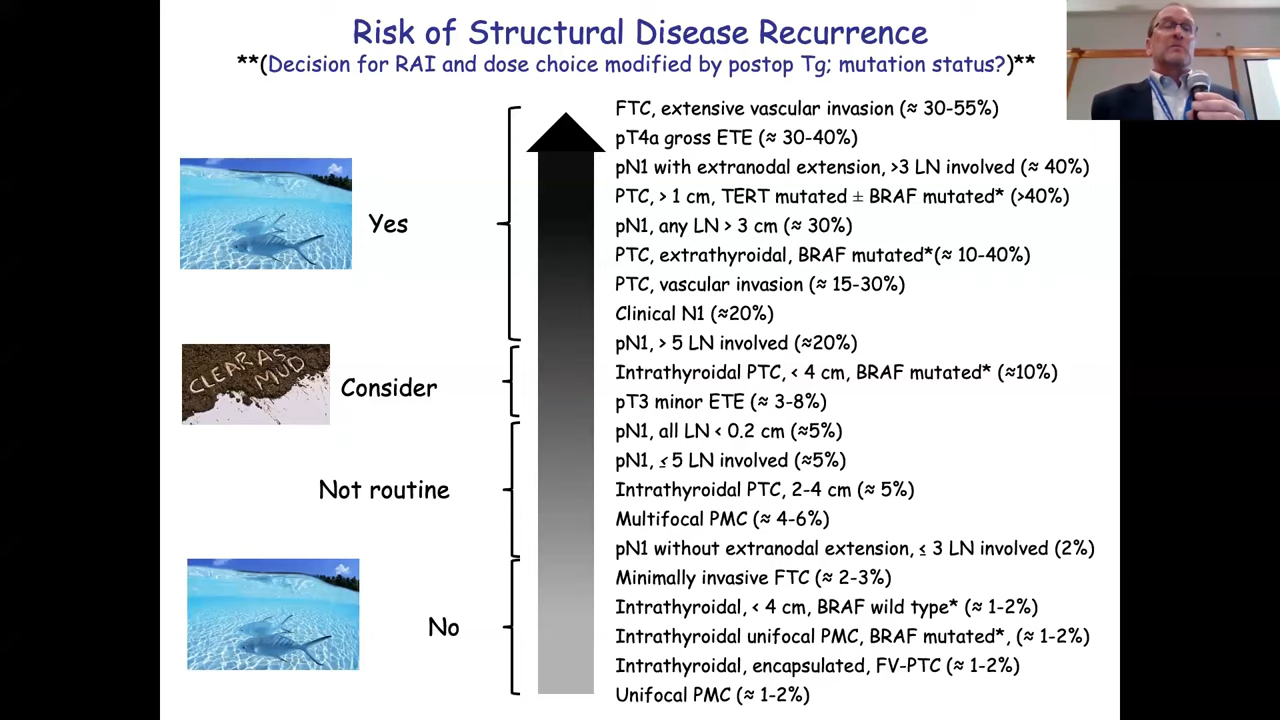 Risk of Structural Disease Recurrence
**(Decision for RAI and dose choice modified by postop Tg; mutation status?)**
FTC, extensive vascular invasion (≈ 30-55%)
pT4a gross ETE (≈ 30-40%)
pN1 with extranodal extension, >3 LN involved (≈ 40%)
PTC, > 1 cm, TERT mutated ± BRAF mutated* (>40%)
Yes
pN1, any LN > 3 cm (≈ 30%)
PTC, extrathyroidal, BRAF mutated*(≈ 10-40%)
PTC, vascular invasion (≈ 15-30%)
Clinical N1 (≈20%)
pN1, > 5 LN involved (≈20%)
CLEAR AS
MUD
Consider
Intrathyroidal PTC, < 4 cm, BRAF mutated* (≈10%)
pT3 minor ETE (≈ 3-8%)
pN1, all LN < 0.2 cm (≈5%)
pN1, ≤ 5 LN involved (≈5%)
Not routine
Intrathyroidal PTC, 2-4 cm (≈ 5%)
Multifocal PMC (≈ 4-6%)
pN1 without extranodal extension, ≤ 3 LN involved (2%)
Minimally invasive FTC (≈ 2-3%)
Intrathyroidal, < 4 cm, BRAF wild type* (≈ 1-2%)
No
Intrathyroidal unifocal PMC, BRAF mutated*, (≈ 1-2%)
Intrathyroidal, encapsulated, FV-PTC (≈ 1-2%)
Unifocal PMC (≈ 1-2%)